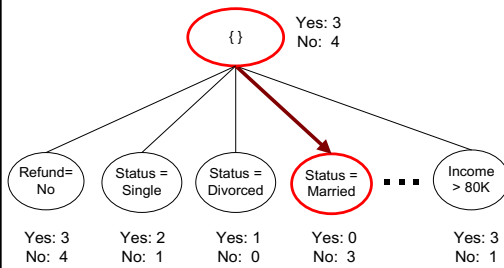 { }
Yes: 3
No: 4
Refund=
No
Status =
Single
Status =
Divorced
Status =
Married
Income
> 80K
Yes: 3
No: 4
Yes: 2
No: 1
Yes: 1
No: 0
Yes: 0
No: 3
Yes: 3
No: 1